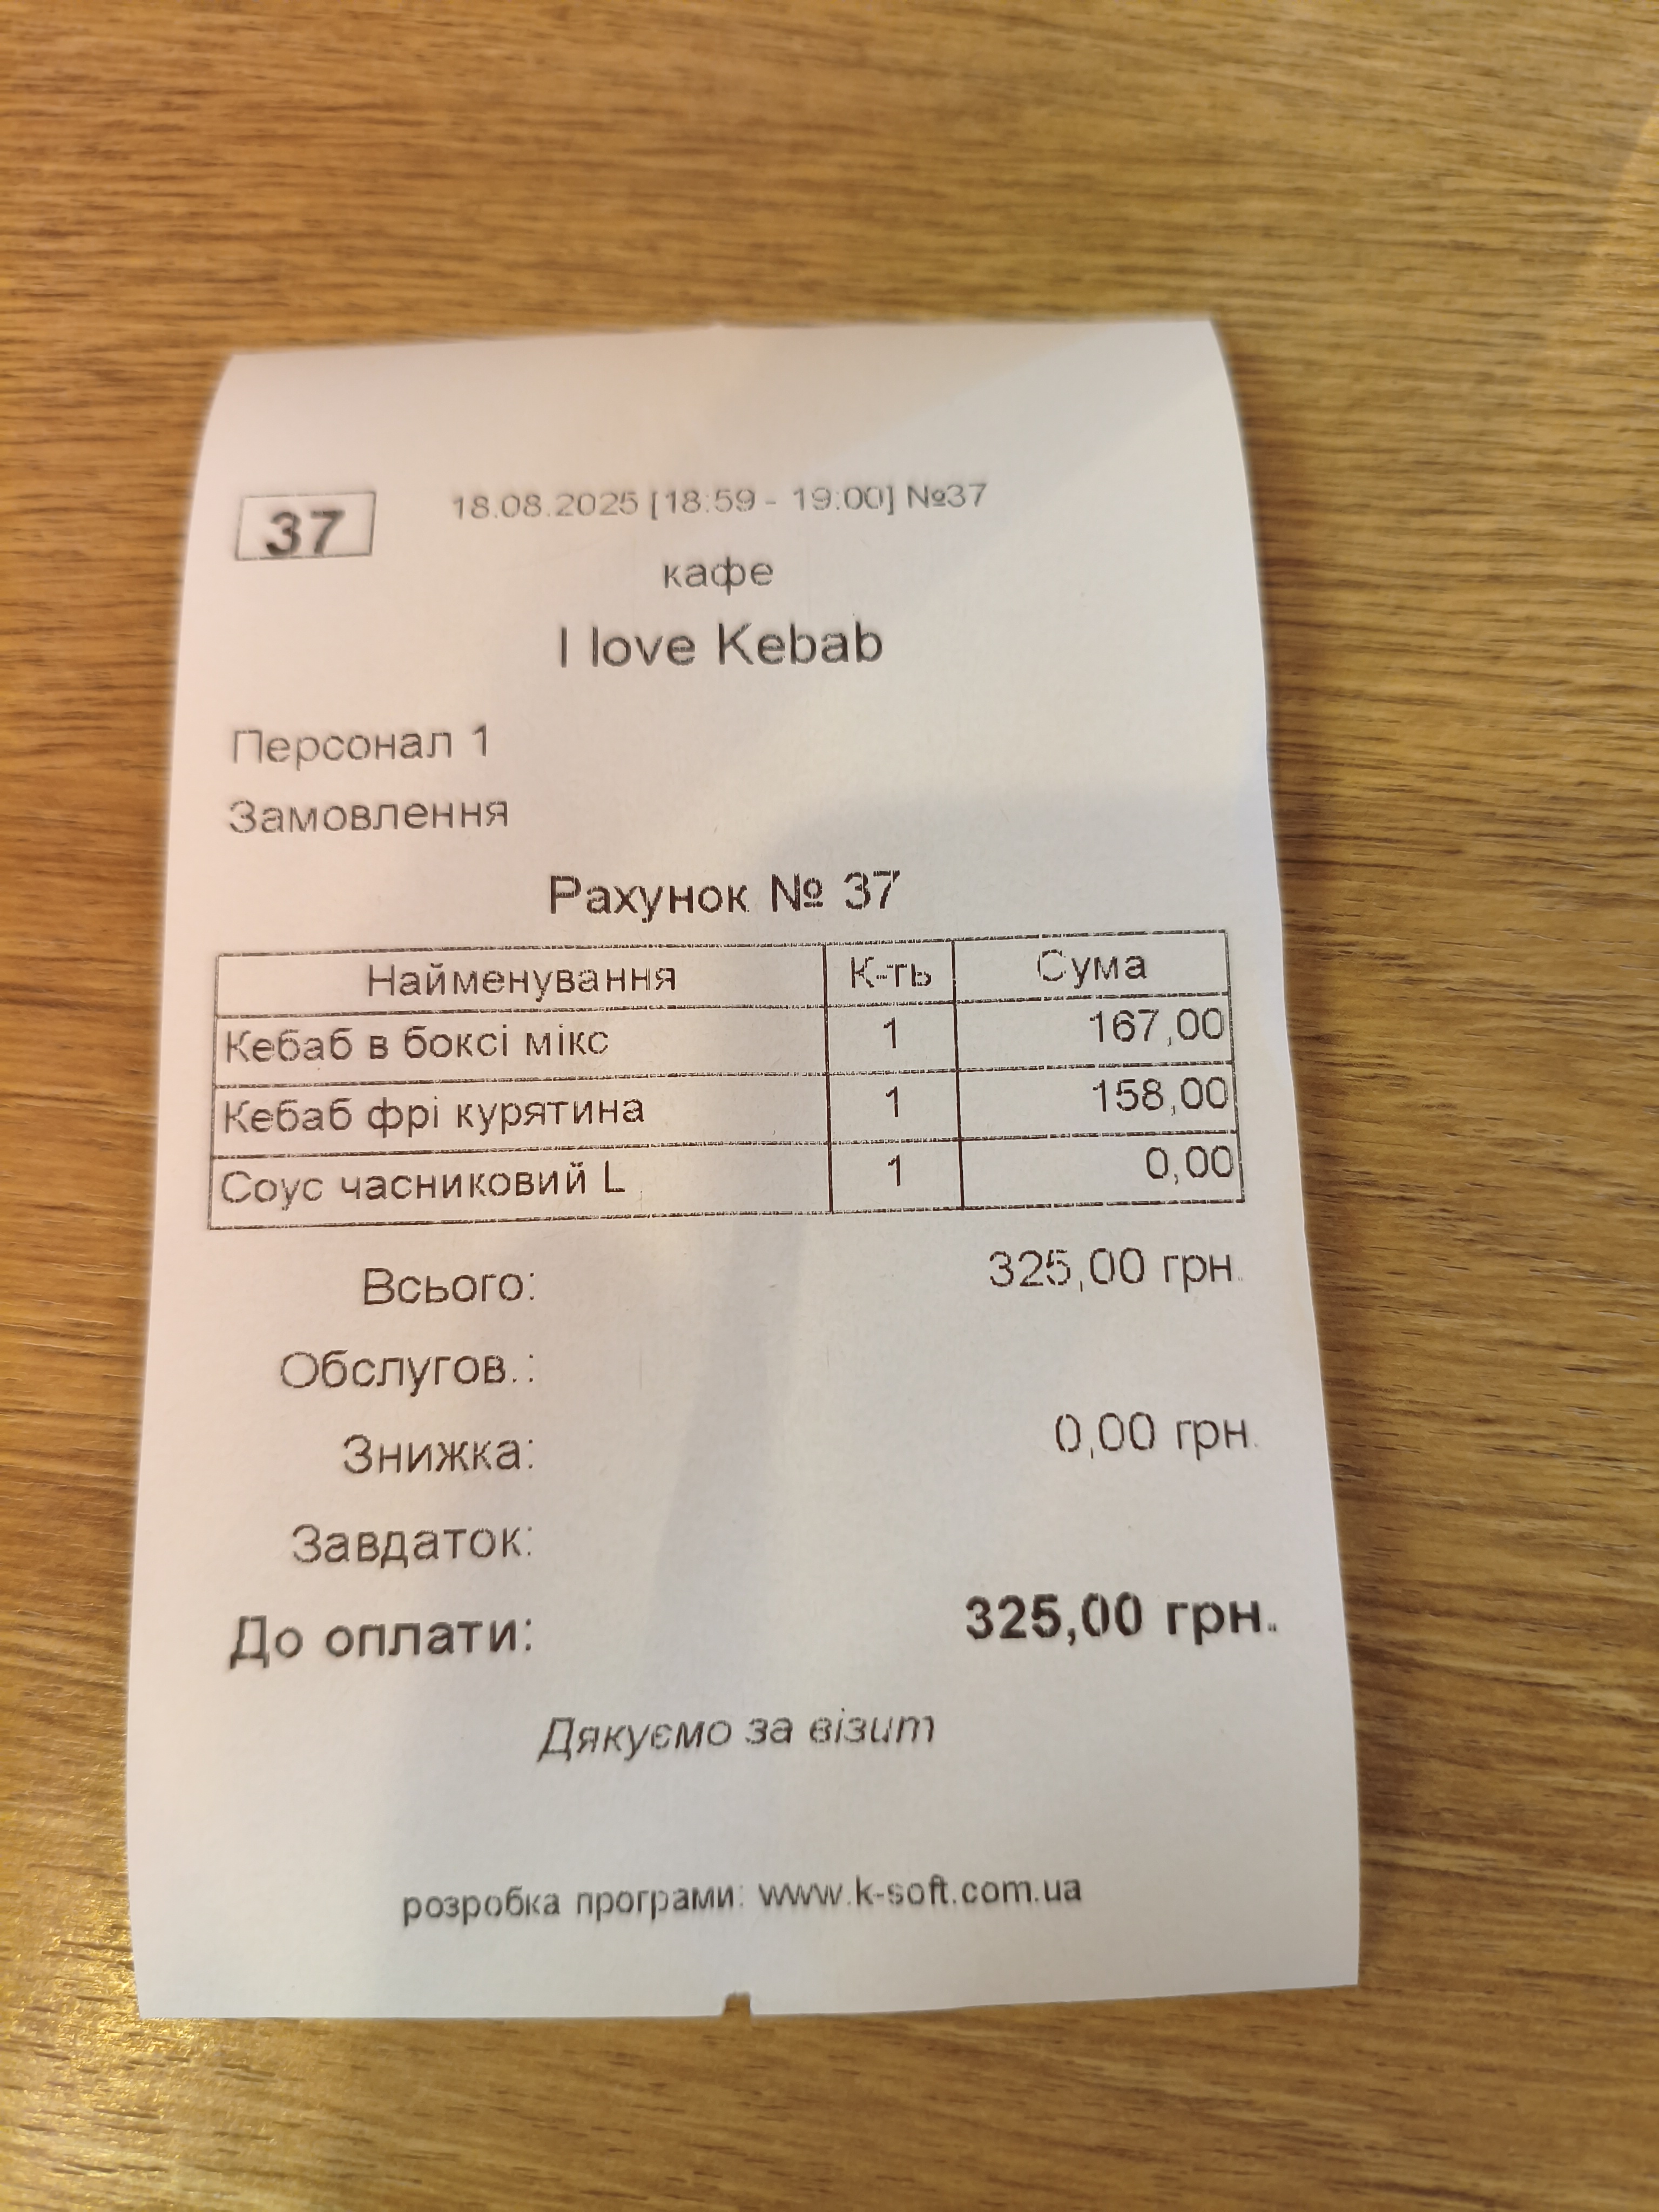 37
18.08.2025 [18:59 - 19:00] №37
кафе
I love Kebab
Персонал 1
Замовлення
Рахунок № 37
Найменування К-ть Сума
Кебаб в боксі мікс 1 167,00
Кебаб фрі курятина 1 158,00
Соус часниковий L 1 0,00
Всього: 325,00 грн.
Обслугов.:
Знижка: 0,00 грн.
Завдаток:
До оплати: 325,00 грн.
Дякуємо за візит
розробка програми: www.k-soft.com.ua